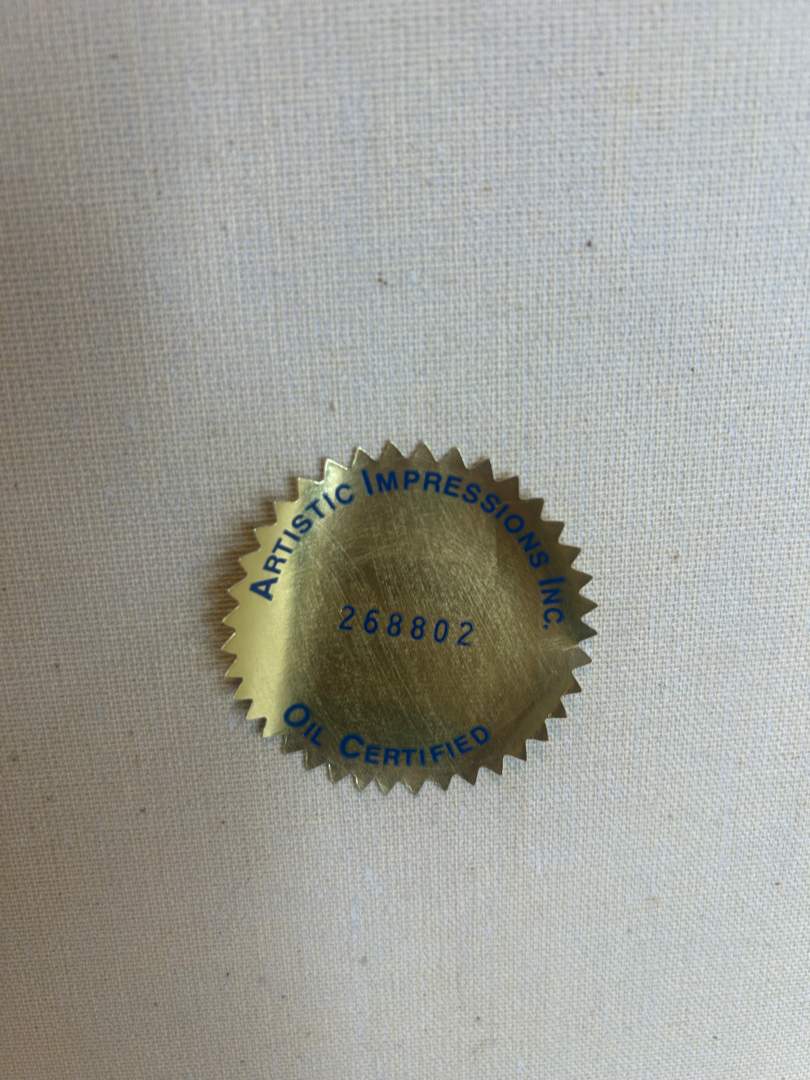 Artistic Impressions Inc.
268802
Oil Certified